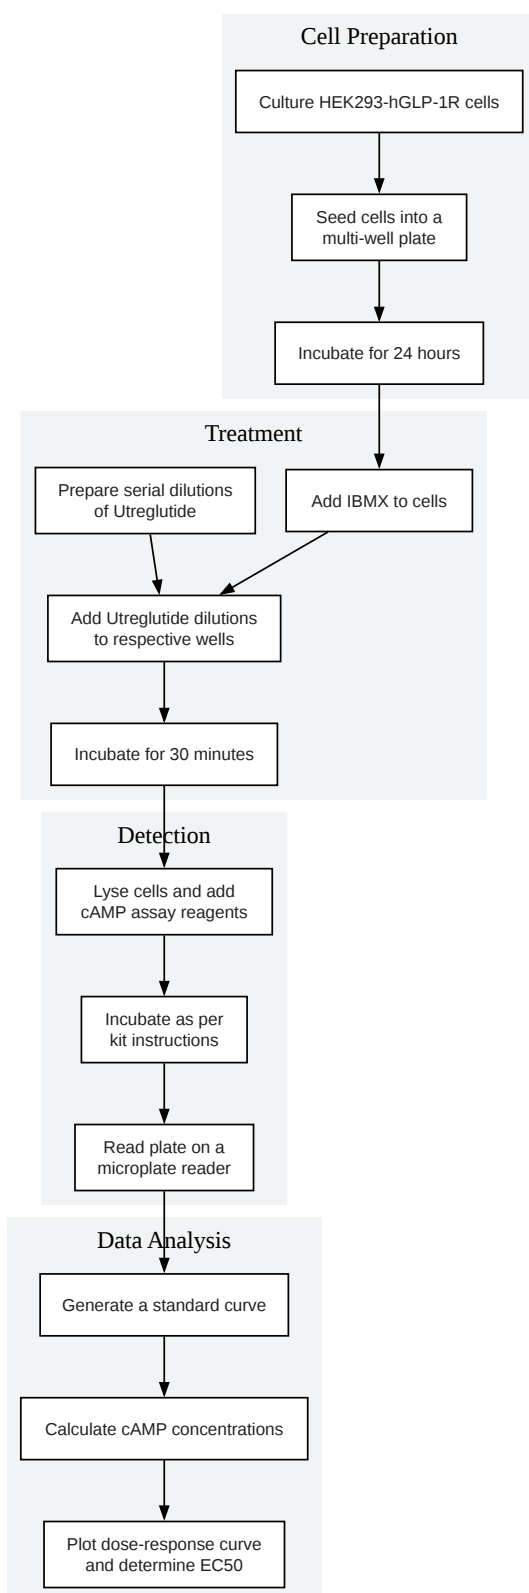 Cell Preparation
Culture HEK293-hGLP-1R cells
Seed cells into a
multi-well plate
Incubate for 24 hours
Treatment
Prepare serial dilutions
of Utreglutide
Add IBMX to cells
Add Utreglutide dilutions
to respective wells
Incubate for 30 minutes
Detection
Lyse cells and add
cAMP assay reagents
Incubate as per
kit instructions
Read plate on a
microplate reader
Data Analysis
Generate a standard curve
Calculate cAMP concentrations
Plot dose-response curve
and determine EC50